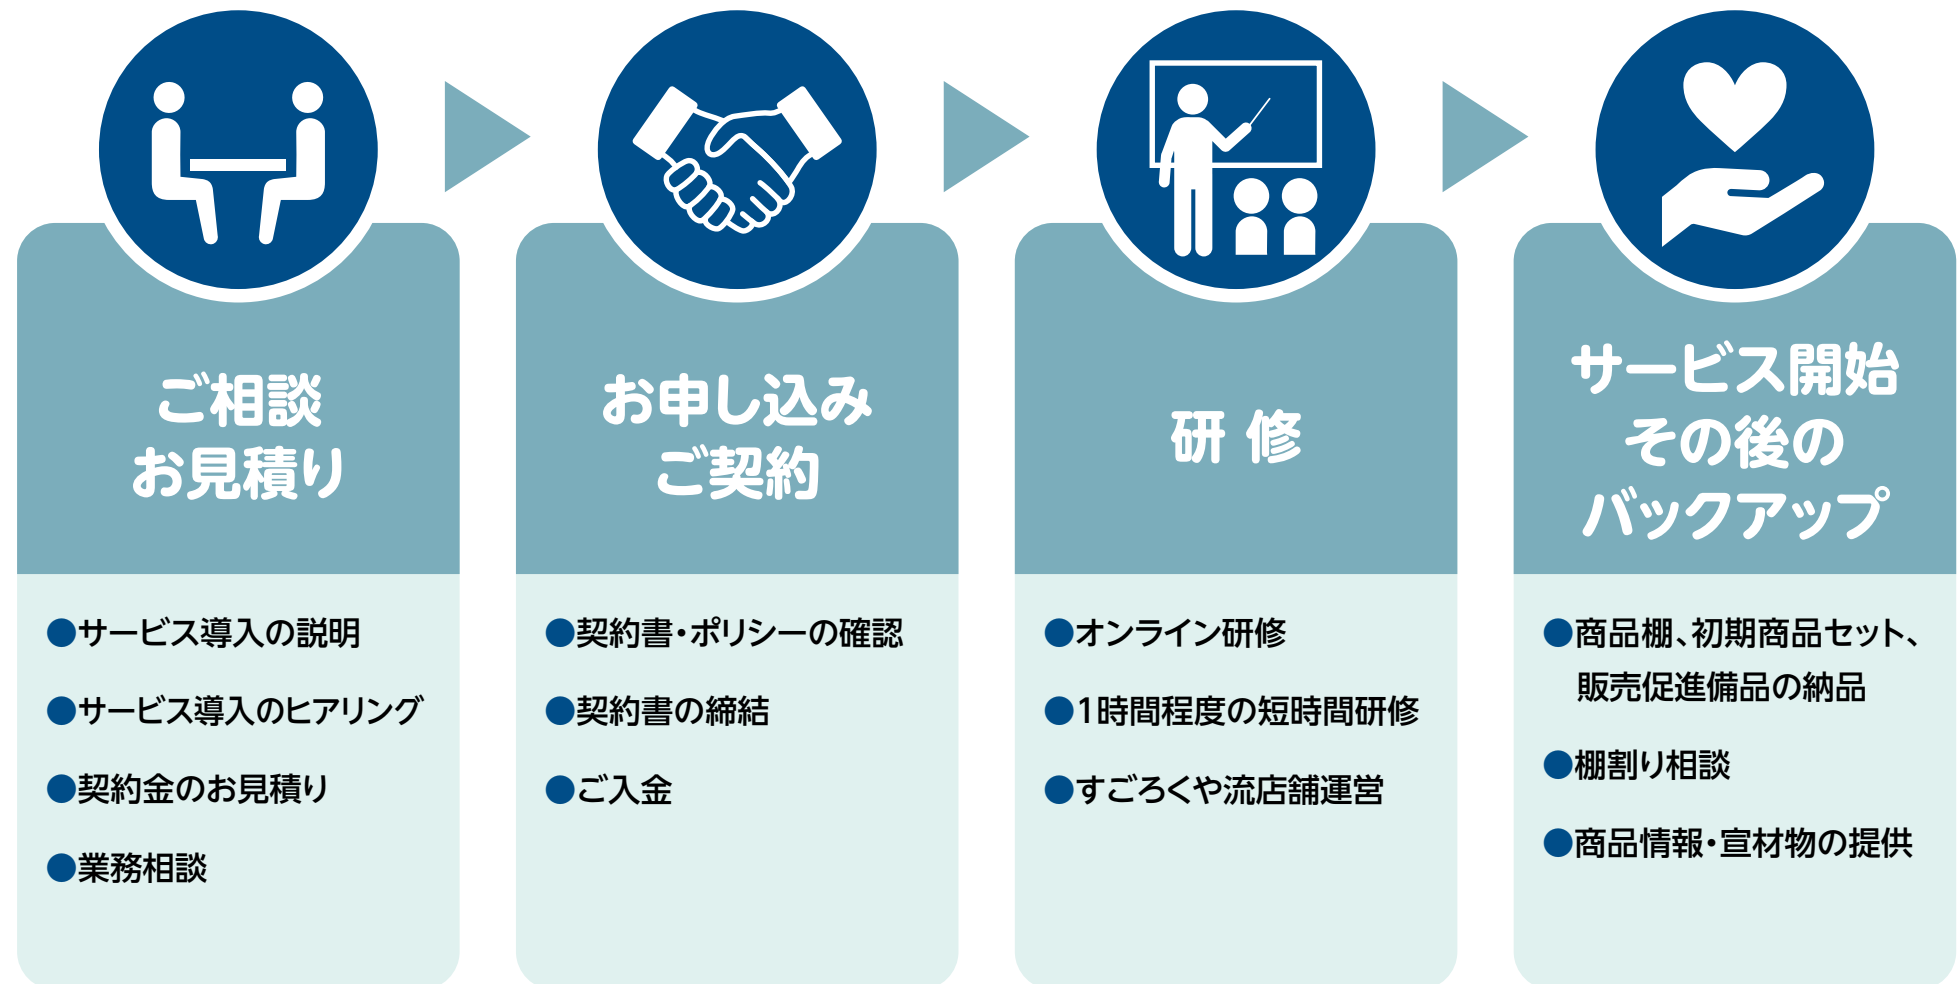 ご相談
お見積り
●サービス導入の説明
●サービス導入のヒアリング
●契約金のお見積り
●業務相談
お申し込み
ご契約
●契約書・ポリシーの確認
●契約書の締結
●ご入金
研 修
●オンライン研修
●1時間程度の短時間研修
●すごろくや流店舗運営
サービス開始
その後の
バックアップ
●商品棚、初期商品セット、
販売促進備品の納品
●棚割り相談
●商品情報・宣材物の提供